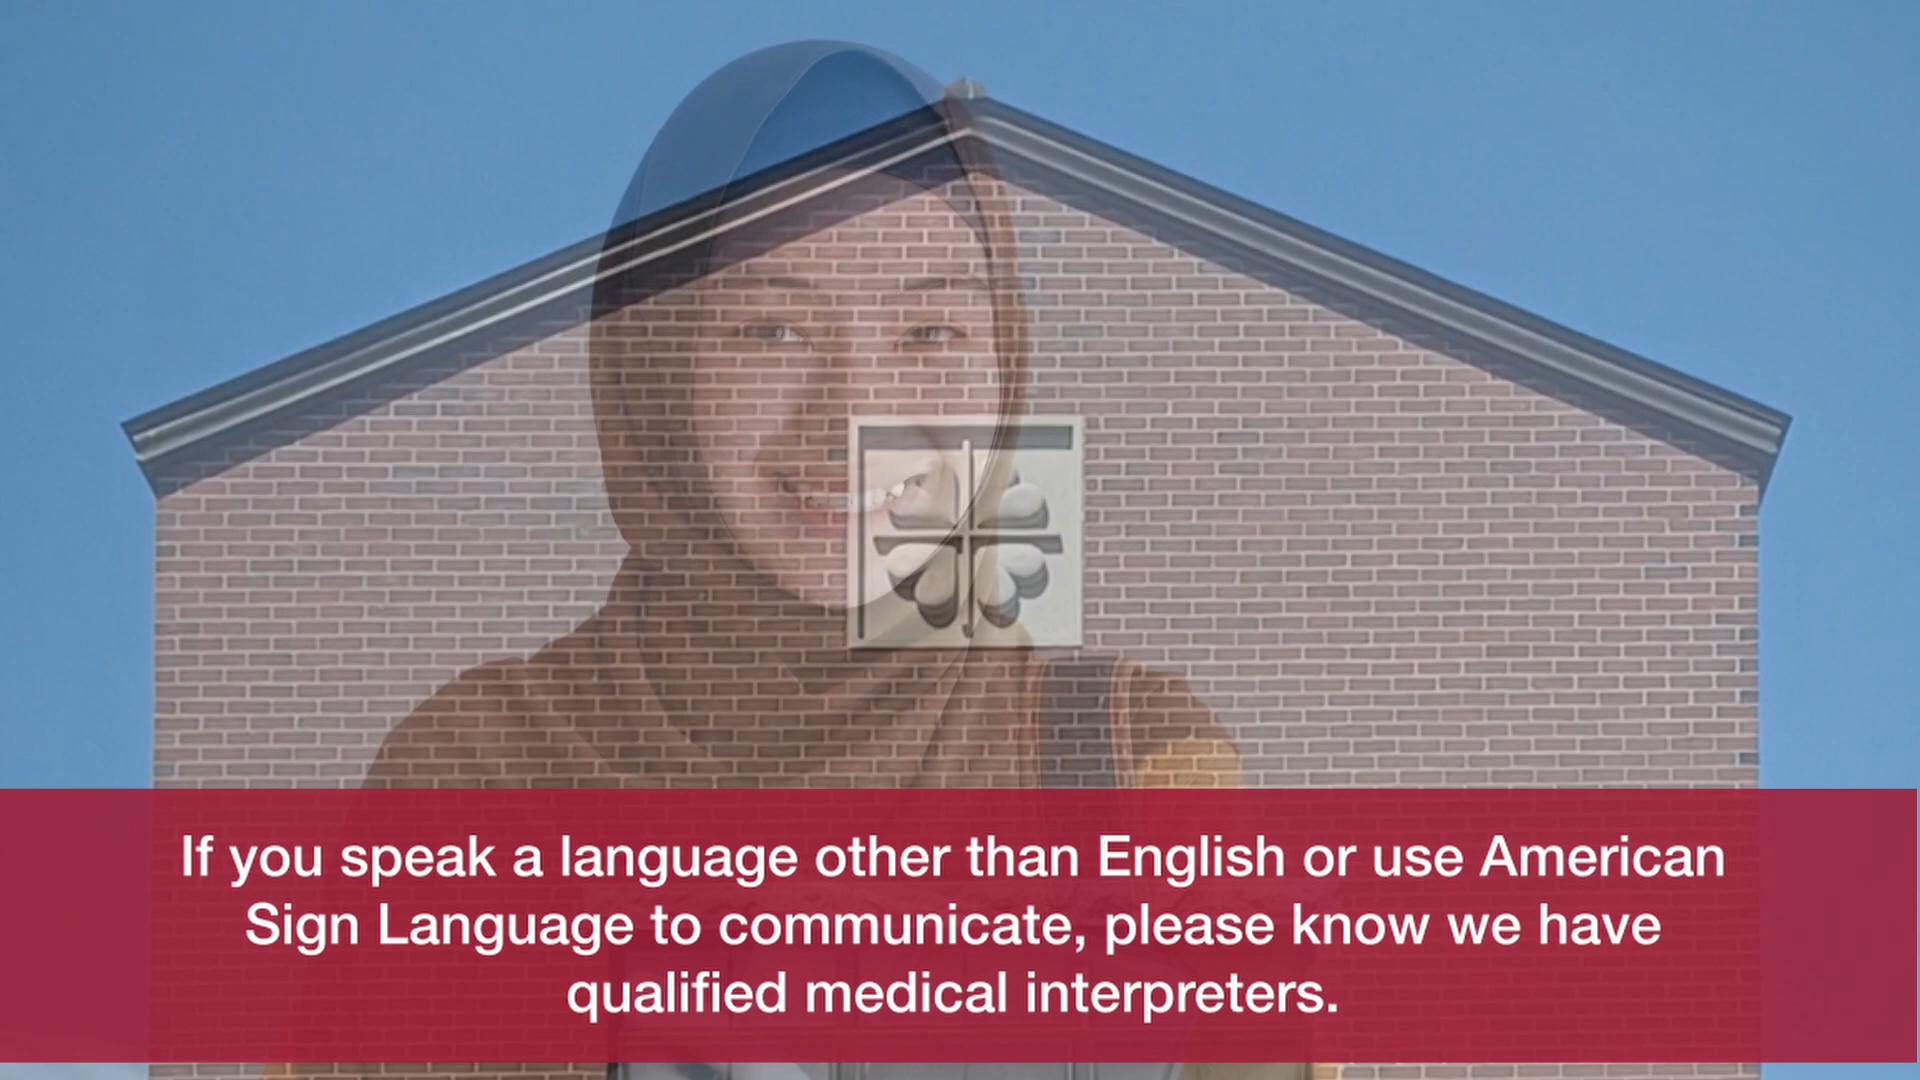 If you speak a language other than English or use American
Sign Language to communicate, please know we have
qualified medical interpreters.